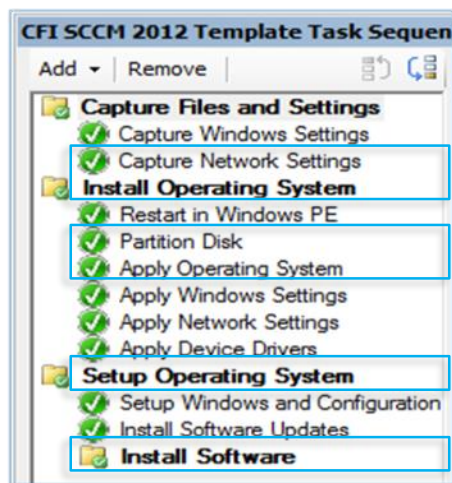 CFI SCCM 2012 Template Task Sequen
Add Remove
Capture Files and Settings
Capture Windows Settings
Capture Network Settings
Install Operating System
Restart in Windows PE
Partition Disk
Apply Operating System
Apply Windows Settings
Apply Network Settings
Apply Device Drivers
Setup Operating System
Setup Windows and Configuration
Install Software Updates
Install Software